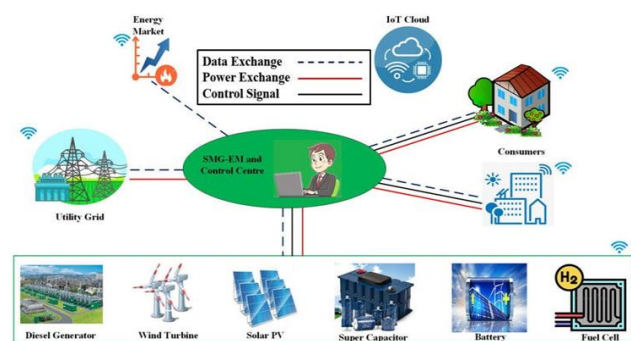 Energy
Market
IoT Cloud
Data Exchange
Power Exchange
Control Signal
SMG-EM and
Control Centre
Consumers
Utility Grid
H2
Diesel Generator
Wind Turbine
Solar PV
Super Capacitor
Battery
Fuel Cell